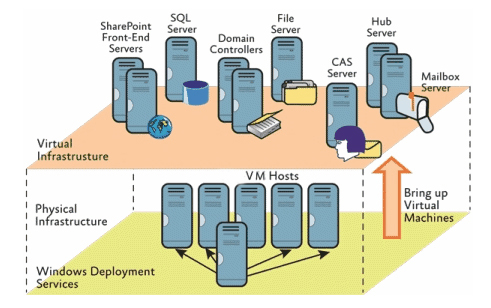 SharePoint
Front-End
Servers
SQL
Server
Domain
Controllers
File
Server
Hub
Server
CAS
Server
Mailbox
Server
Virtual
Infrastrusture
VM Hosts
Physical
Infrastructure
Bring up
Virtual
Machines
Windows Deployment
Services